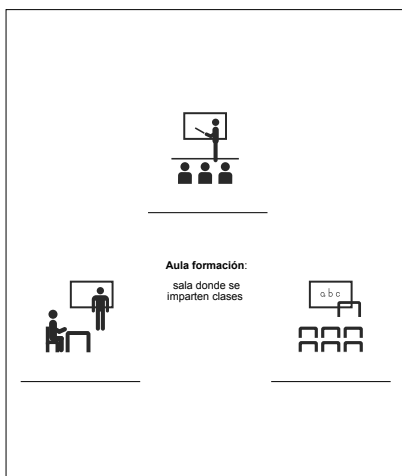 Aula formación:
sala donde se
imparten clases
abc